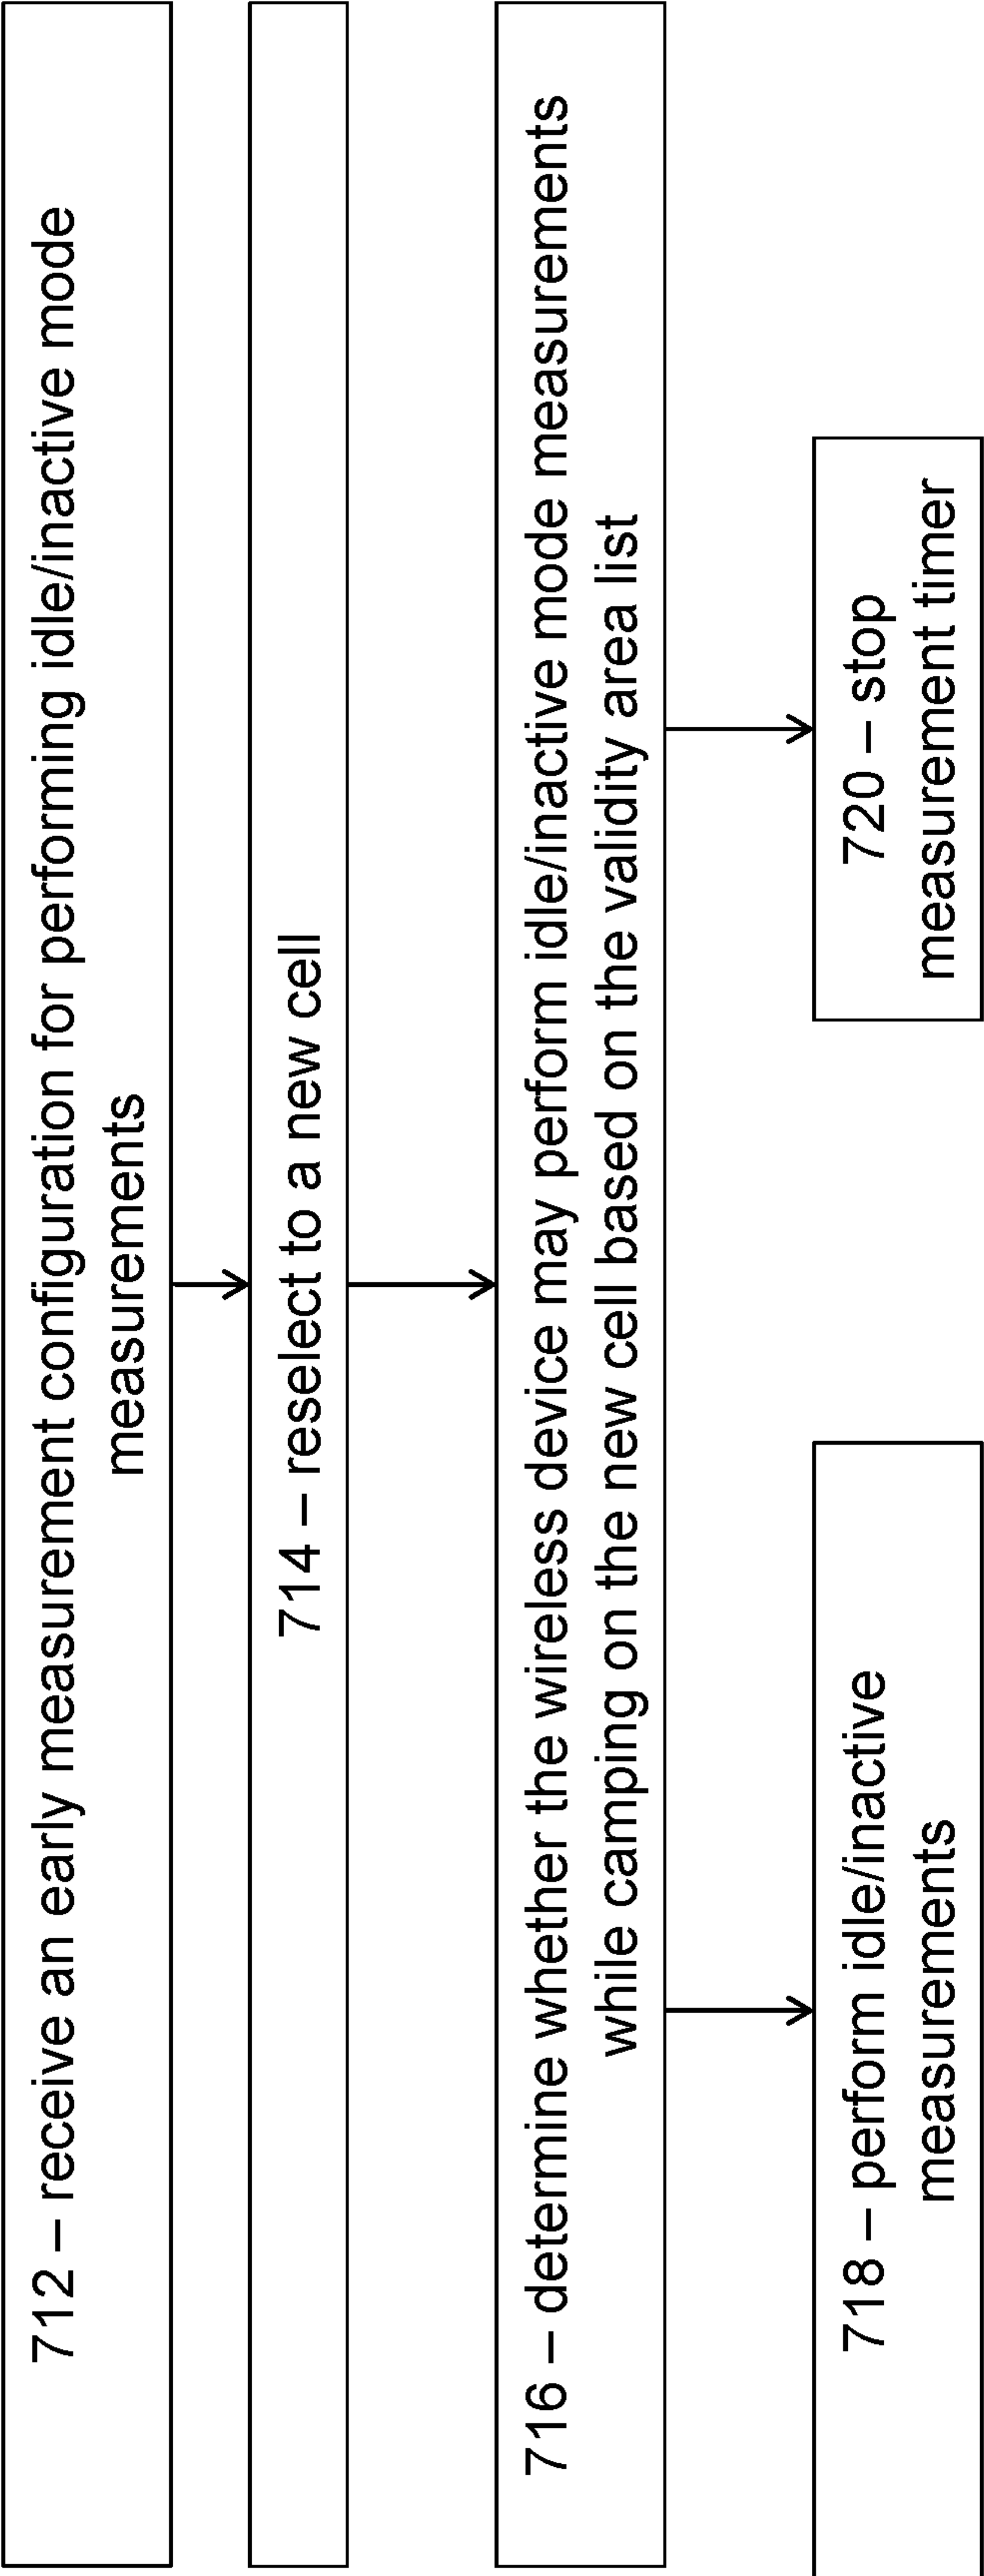 712 – receive an early measurement configuration for performing idle/inactive mode
measurements
714 – reselect to a new cell
716 – determine whether the wireless device may perform idle/inactive mode measurements
while camping on the new cell based on the validity area list
718 – perform idle/inactive
measurements
720 – stop
measurement timer